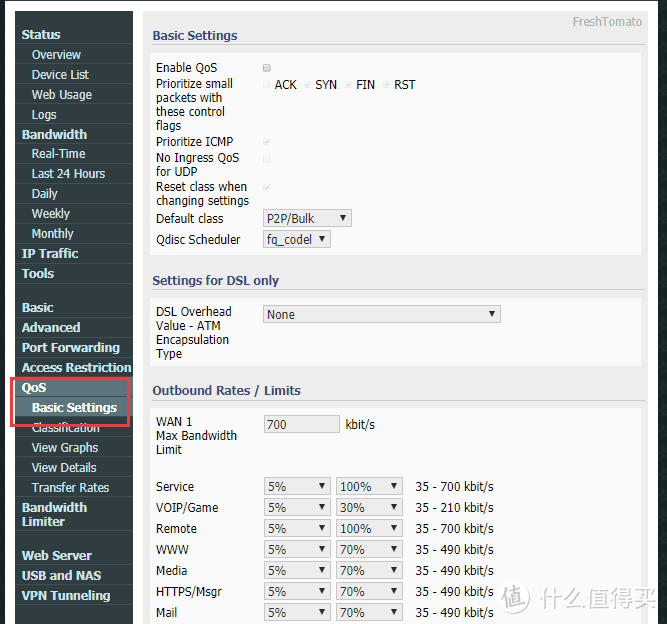 FreshTomato
Status
Overview
Device List
Web Usage
Logs
Bandwidth
Real-Time
Last 24 Hours
Daily
Weekly
Monthly
IP Traffic
Tools
Basic
Advanced
Port Forwarding
Access Restriction
QoS
Basic Settings
Classification
View Graphs
View Details
Transfer Rates
Bandwidth
Limiter
Web Server
USB and NAS
VPN Tunneling
Basic Settings
Enable QoS
Prioritize small
packets with
these control
flags
ACK SYN FIN RST
Prioritize ICMP
No Ingress QoS
for UDP
Reset class when
changing settings
Default class P2P/Bulk
Qdisc Scheduler fq_codel
Settings for DSL only
DSL Overhead
Value - ATM
Encapsulation
Type
None
Outbound Rates / Limits
WAN 1
Max Bandwidth
Limit
700 kbit/s
Service 5% 100% 35 - 700 kbit/s
VOIP/Game 5% 30% 35 - 210 kbit/s
Remote 5% 100% 35 - 700 kbit/s
WWW 5% 70% 35 - 490 kbit/s
Media 5% 70% 35 - 490 kbit/s
HTTPS/Msgr 5% 70% 35 - 490 kbit/s
Mail 5% 70% 35 - 490 kbit/s
值 什么值得买